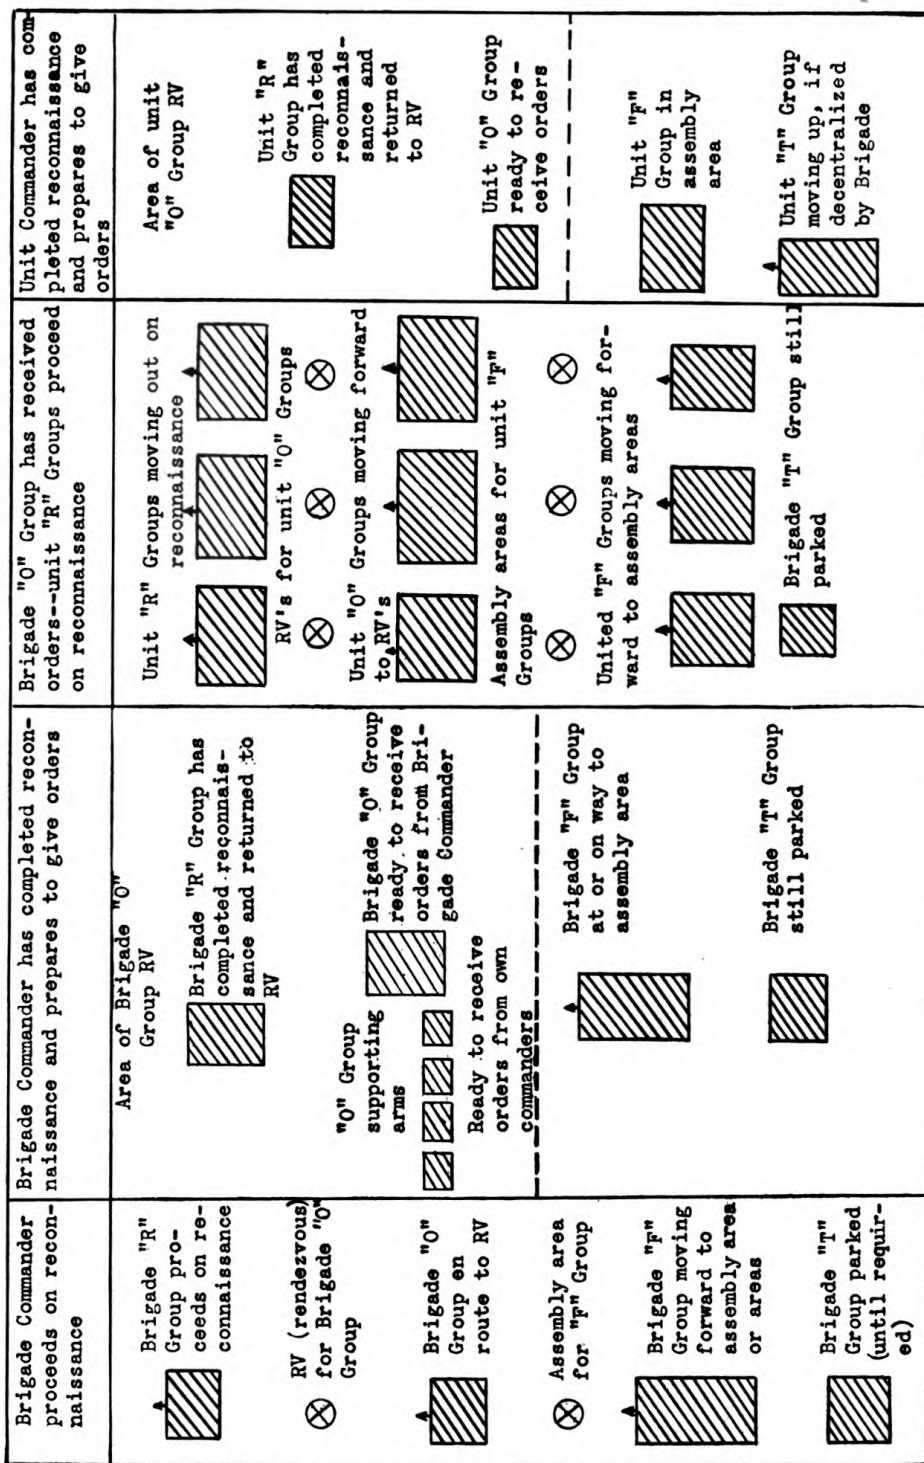 Brigade Commander
proceeds on recon-
naissance
Brigade "R"
Group pro-
ceeds on re-
connaissance
RV (rendezvous)
for Brigade "O"
Group
Brigade "O"
Group en
route to RV
Assembly area
for "F" Group
Brigade "F"
Group moving
forward to
assembly area
or areas
Brigade "T"
Group parked
(until requir-
ed)
Brigade Commander has completed recon-
naissance and prepares to give orders
Area of Brigade "O"
Group RV
Brigade "R" Group has
completed reconnais-
sance and returned to
RV
"O" Group
supporting
arms
Brigade "O" Group
ready to receive
orders from Bri-
gade Commander
Ready to receive
orders from own
commanders
Brigade "F" Group
at or on way to
assembly area
Brigade "T" Group
still parked
Brigade "O" Group has received
orders--unit "R" Groups proceed
on reconnaissance
Unit "R" Groups moving out on
reconnaissance
RV's for unit "O" Groups
Unit "O" Groups moving forward
to RV's
Assembly areas for unit "F"
Groups
United "F" Groups moving for-
ward to assembly areas
Brigade "T" Group still
parked
Unit Commander has com-
pleted reconnaissance
and prepares to give
orders
Area of unit
"O" Group RV
Unit "R"
Group has
completed
reconnais-
sance and
returned
to RV
Unit "O" Group
ready to re-
ceive orders
Unit "F"
Group in
assembly
area
Unit "T" Group
moving up, if
decentralized
by Brigade